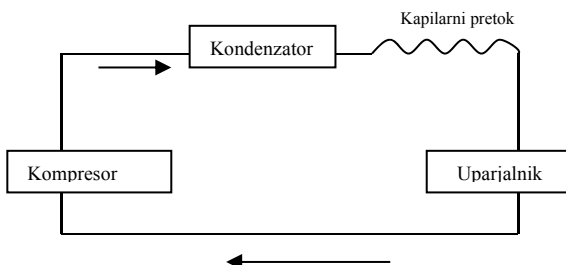 Kapilarni pretok
Kondenzator
Kompresor
Uparjalnik